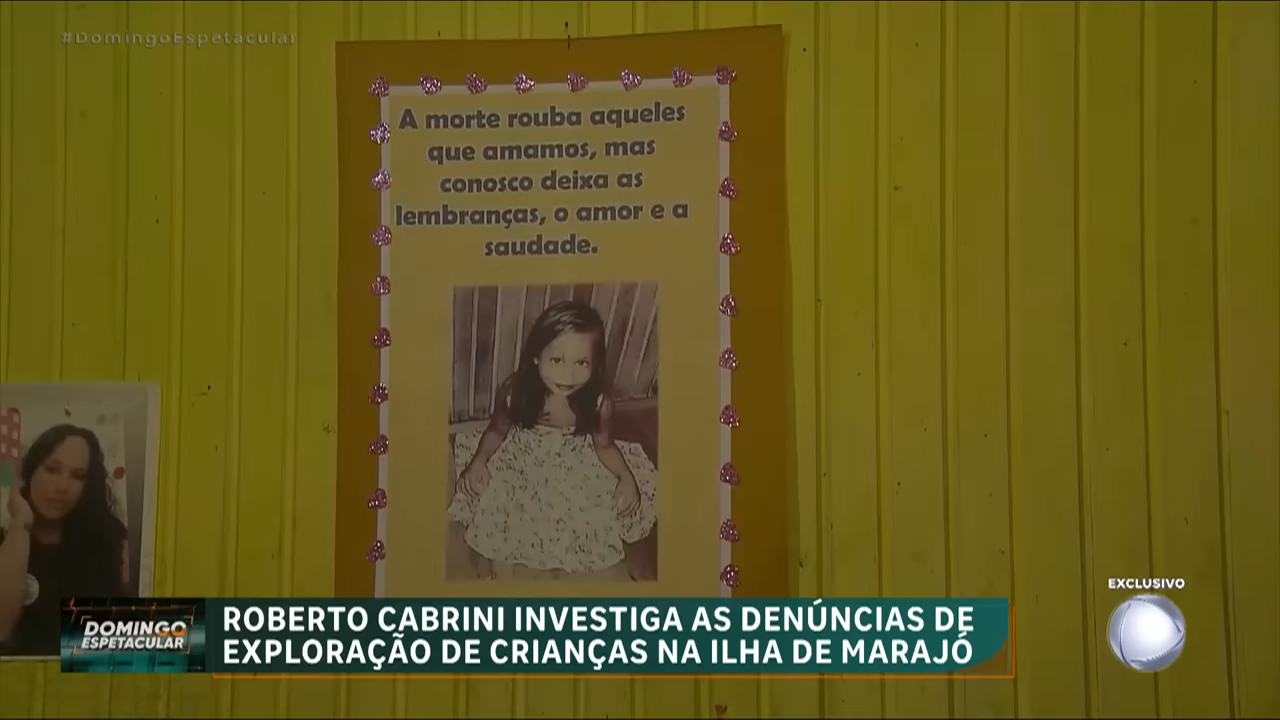 #DomingoEspetacular
A morte rouba aqueles
que amamos, mas
conosco deixa as
lembranças, o amor e a
saudade.
EXCLUSIVO
DOMINGO
ESPETACULAR
ROBERTO CABRINI INVESTIGA AS DENÚNCIAS DE
EXPLORAÇÃO DE CRIANÇAS NA ILHA DE MARAJÓ